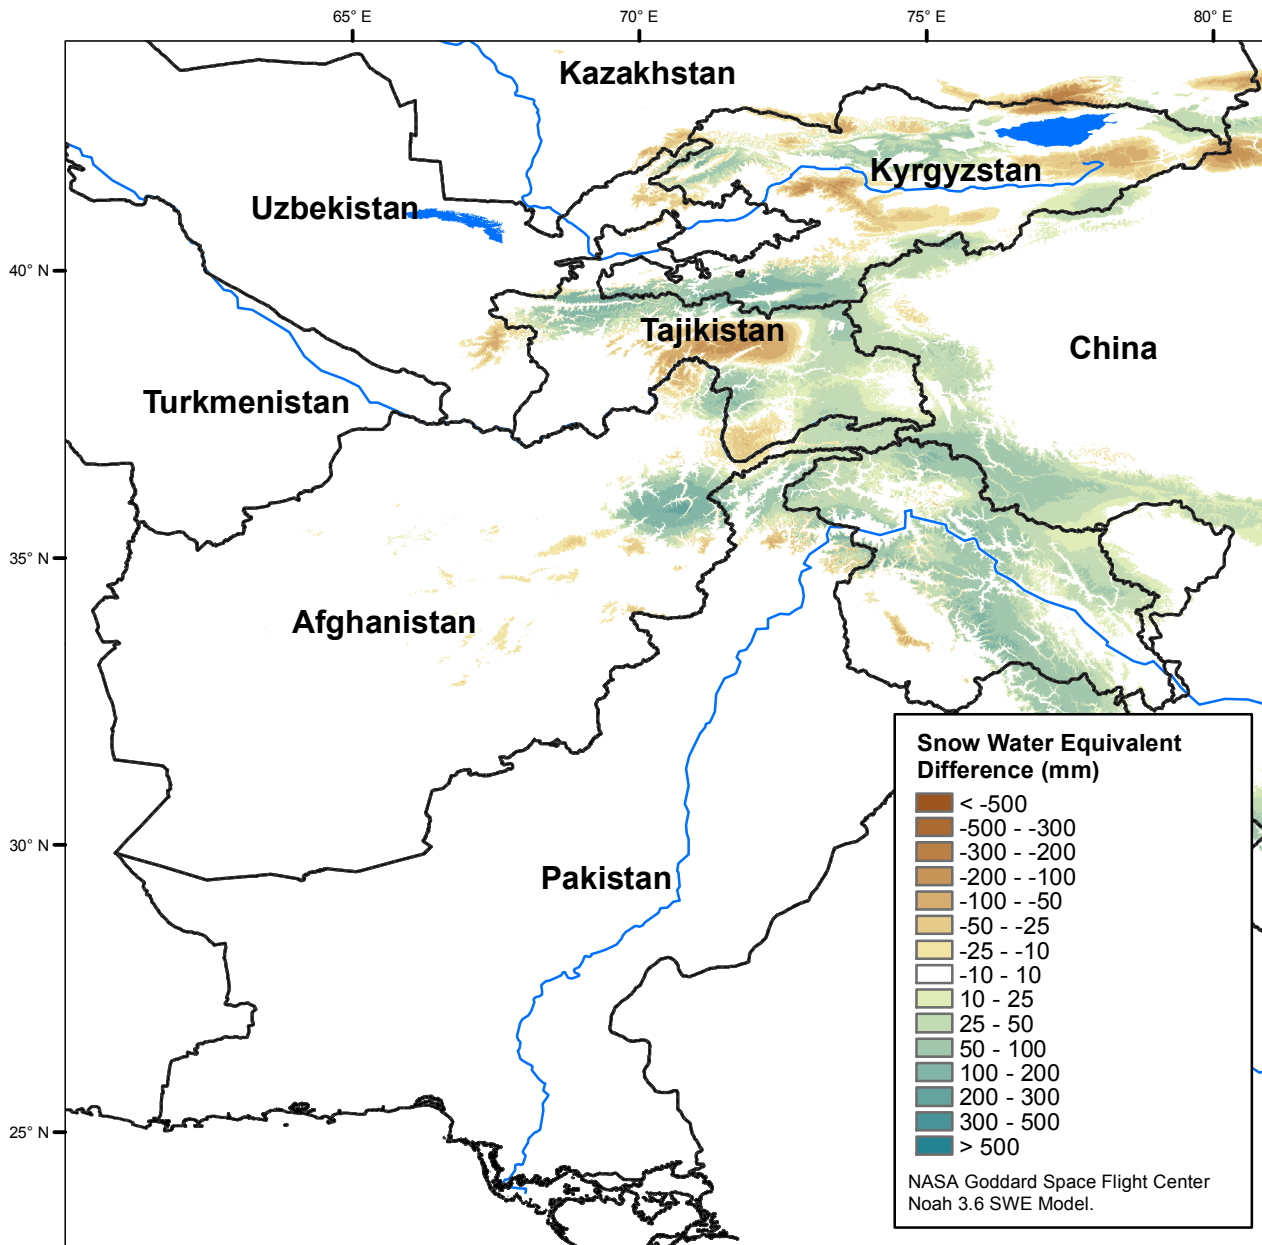 65° E
70° E
75° E
80° E
Kazakhstan
Kyrgyzstan
Uzbekistan
40° N
Tajikistan
China
Turkmenistan
35° N
Afghanistan
30° N
Pakistan
25° N
Snow Water Equivalent
Difference (mm)
< -500
-500 - -300
-300 - -200
-200 - -100
-100 - -50
-50 - -25
-25 - -10
-10 - 10
10 - 25
25 - 50
50 - 100
100 - 200
200 - 300
300 - 500
> 500
NASA Goddard Space Flight Center
Noah 3.6 SWE Model.